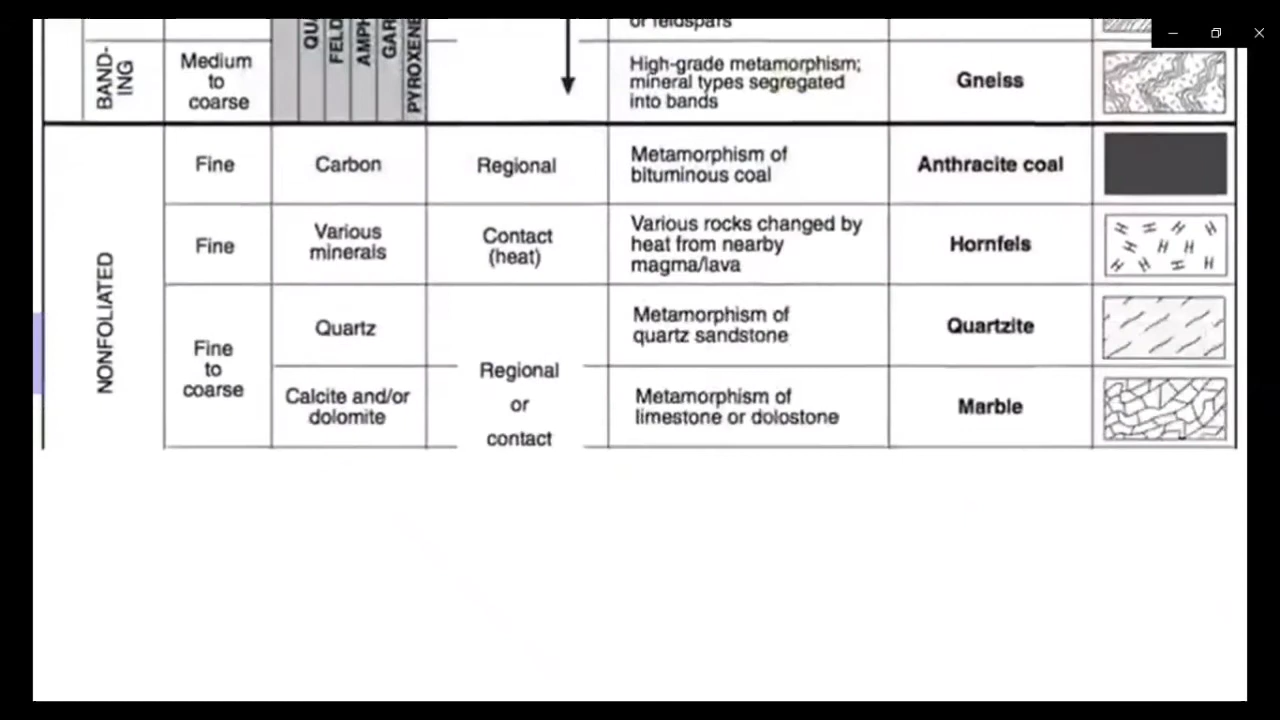 or feldspars
QU
FELD
AMPH
GAR
PYROXENE
BAND-
ING
Medium
to
coarse
High-grade metamorphism;
mineral types segregated
into bands
Gneiss
NONFOLIATED
Fine
Carbon
Regional
Metamorphism of
bituminous coal
Anthracite coal
Fine
Various
minerals
Contact
(heat)
Various rocks changed by
heat from nearby
magma/lava
Hornfels
Fine
to
coarse
Quartz
Regional
or
contact
Metamorphism of
quartz sandstone
Quartzite
Calcite and/or
dolomite
Metamorphism of
limestone or dolostone
Marble